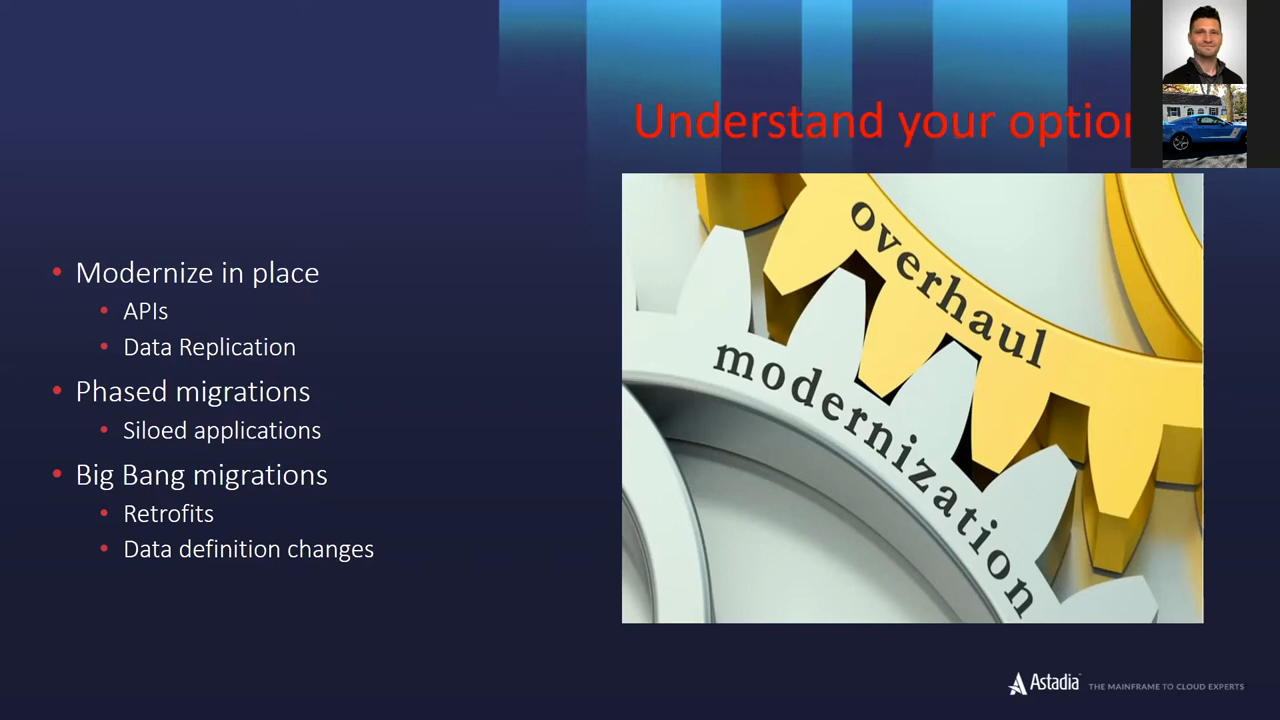 Understand your option
• Modernize in place
• APIs
• Data Replication
• Phased migrations
• Siloed applications
• Big Bang migrations
• Retrofits
• Data definition changes
overhaul
modernization
Astadia THE MAINFRAME TO CLOUD EXPERTS